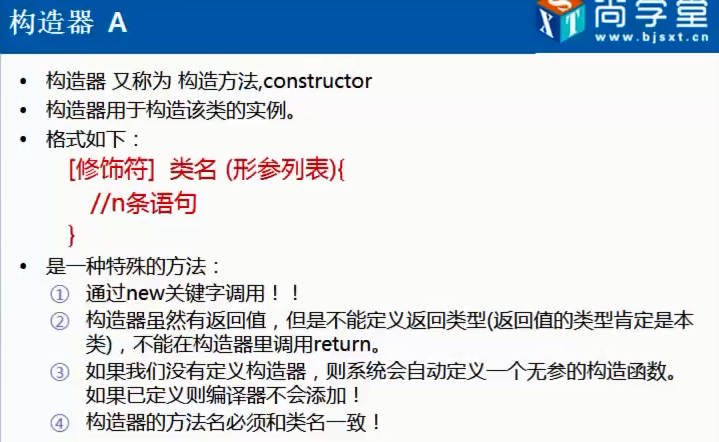 构造器 A
SXT 尚学堂
www.bjsxt.cn
• 构造器 又称为 构造方法,constructor
• 构造器用于构造该类的实例。
• 格式如下：
[修饰符] 类名 (形参列表){
//n条语句
}
• 是一种特殊的方法：
① 通过new关键字调用！！
② 构造器虽然有返回值，但是不能定义返回类型(返回值的类型肯定是本
类)，不能在构造器里调用return。
③ 如果我们没有定义构造器，则系统会自动定义一个无参的构造函数。
如果已定义则编译器不会添加！
④ 构造器的方法名必须和类名一致！